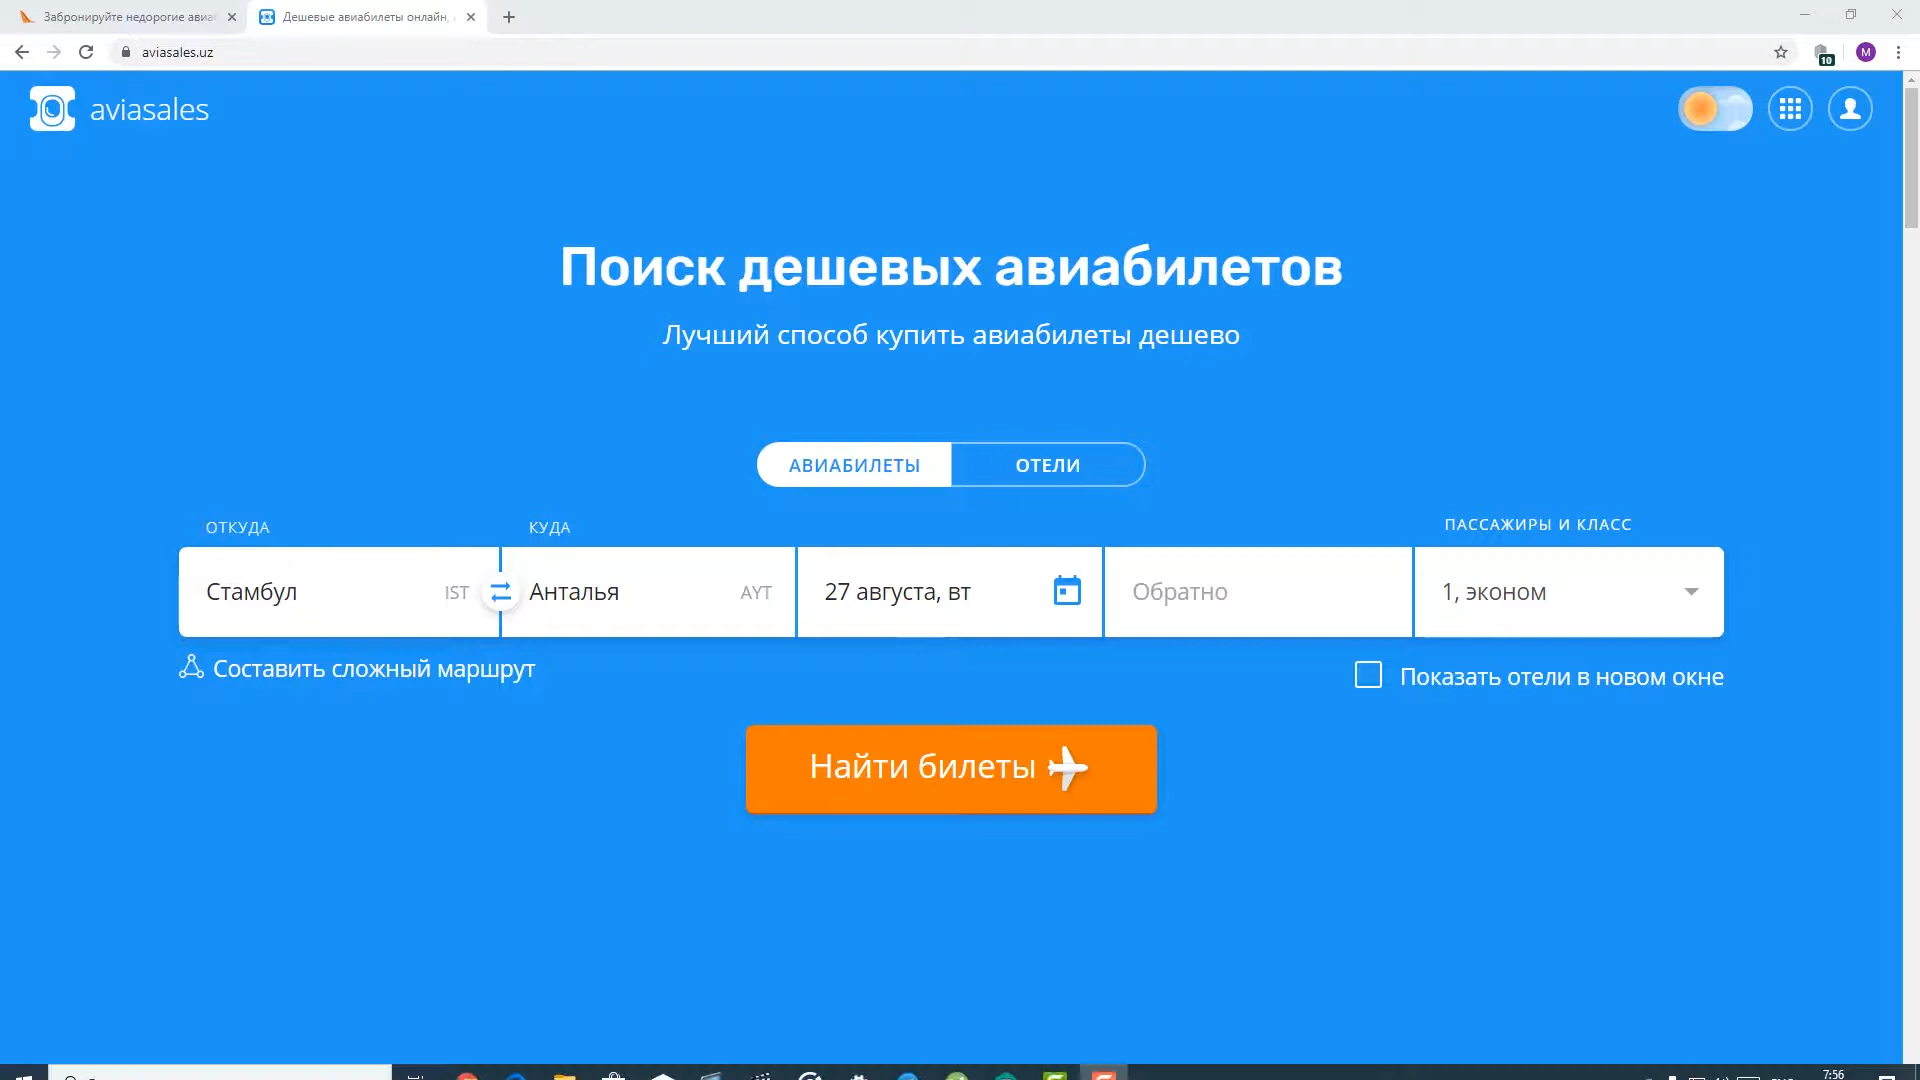 Забронируйте недорогие авиа
Дешевые авиабилеты онлайн,
aviasales.uz
10
M
aviasales
Поиск дешевых авиабилетов
Лучший способ купить авиабилеты дешево
АВИАБИЛЕТЫ
ОТЕЛИ
ОТКУДА
КУДА
ПАССАЖИРЫ И КЛАСС
Стамбул IST
Анталья AYT
27 августа, вт
Обратно
1, эконом
Составить сложный маршрут
Показать отели в новом окне
Найти билеты
7:56